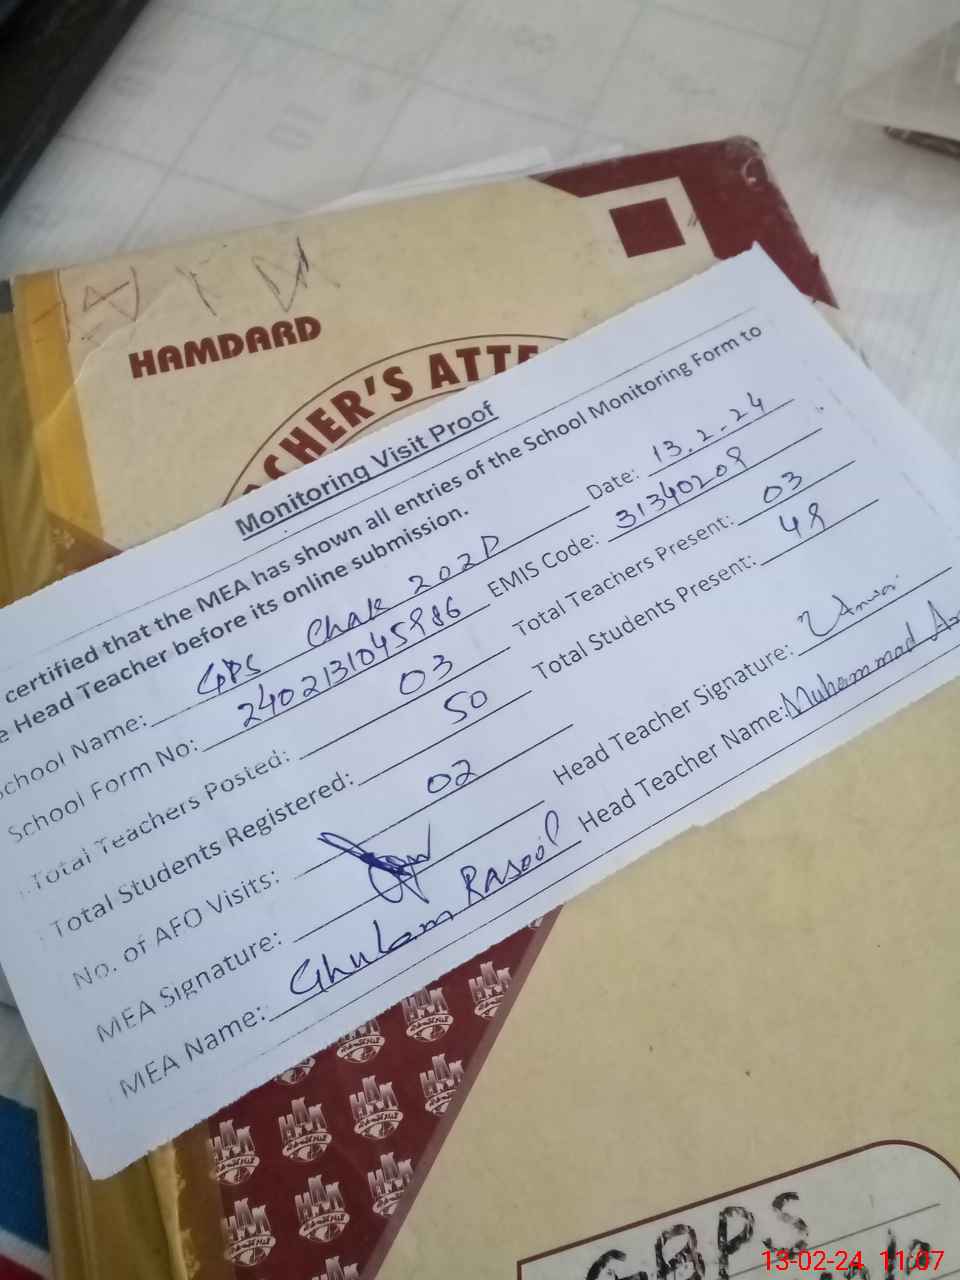 HAMDARD
CHER'S ATTE
Monitoring Visit Proof
certified that the MEA has shown all entries of the School Monitoring Form to
Head Teacher before its online submission.
School Name: GPS Chak 202D Date: 13.2.24
School Form No: 2402131045986 EMIS Code: 31340209
Total Teachers Posted: 03 Total Teachers Present: 03
Total Students Registered: 50 Total Students Present: 48
No. of AFO Visits: 02
MEA Signature: Head Teacher Signature:
MEA Name: Ghulam Rasool Head Teacher Name: Muhammad
GBPS
13-02-24 11:07